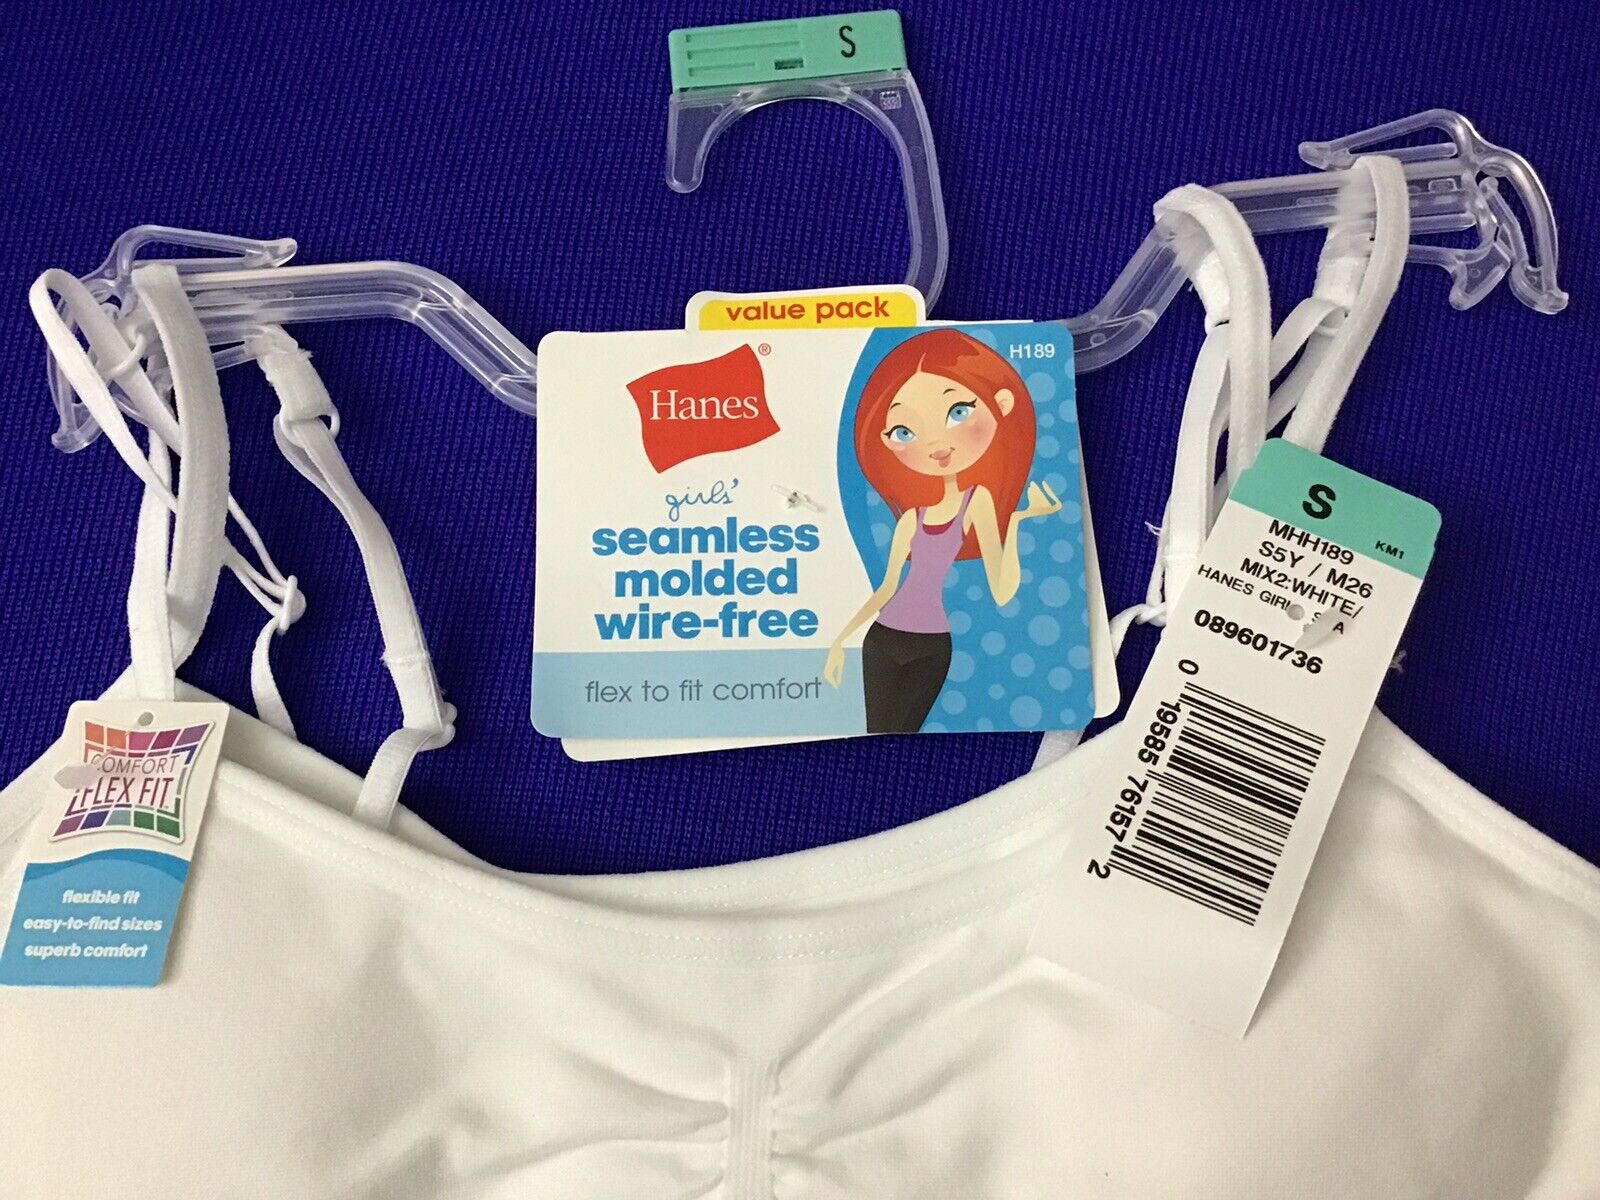 S
value pack
Hanes®
H189
girls'
seamless
molded
wire-free
flex to fit comfort
S
KM1
MHH189
S5Y / M26
MIX2:WHITE/
HANES
089601736
0 19585 76157 2
COMFORT
FLEX FIT
flexible fit
easy-to-find sizes
superb comfort